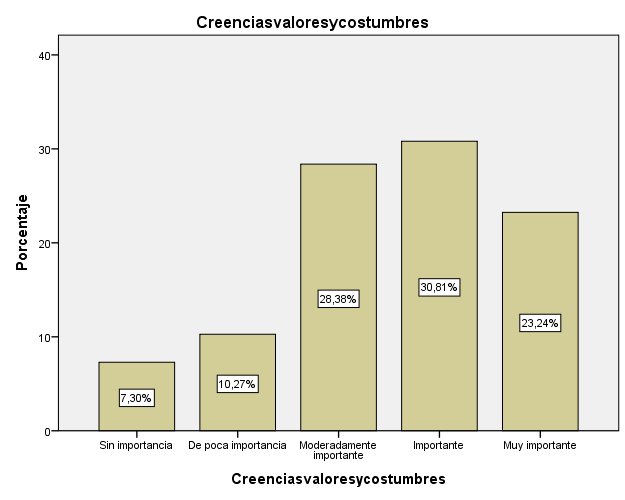 Creenciasvaloresycostumbres
Porcentaje
40
30
20
10
0
7,30%
10,27%
28,38%
30,81%
23,24%
Sin importancia
De poca importancia
Moderadamente
importante
Importante
Muy importante
Creenciasvaloresycostumbres